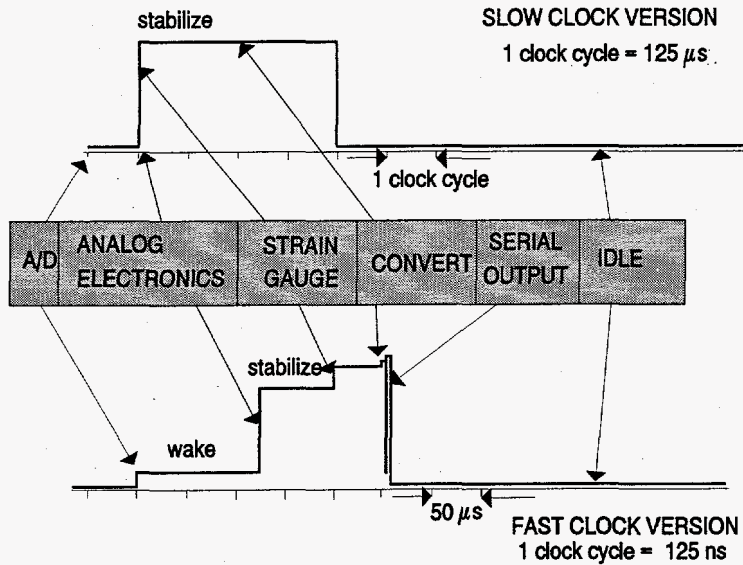 stabilize
SLOW CLOCK VERSION
1 clock cycle = 125 μs
1 clock cycle
A/D
ANALOG
ELECTRONICS
STRAIN
GAUGE
CONVERT
SERIAL
OUTPUT
IDLE
stabilize
wake
50 μs
FAST CLOCK VERSION
1 clock cycle = 125 ns